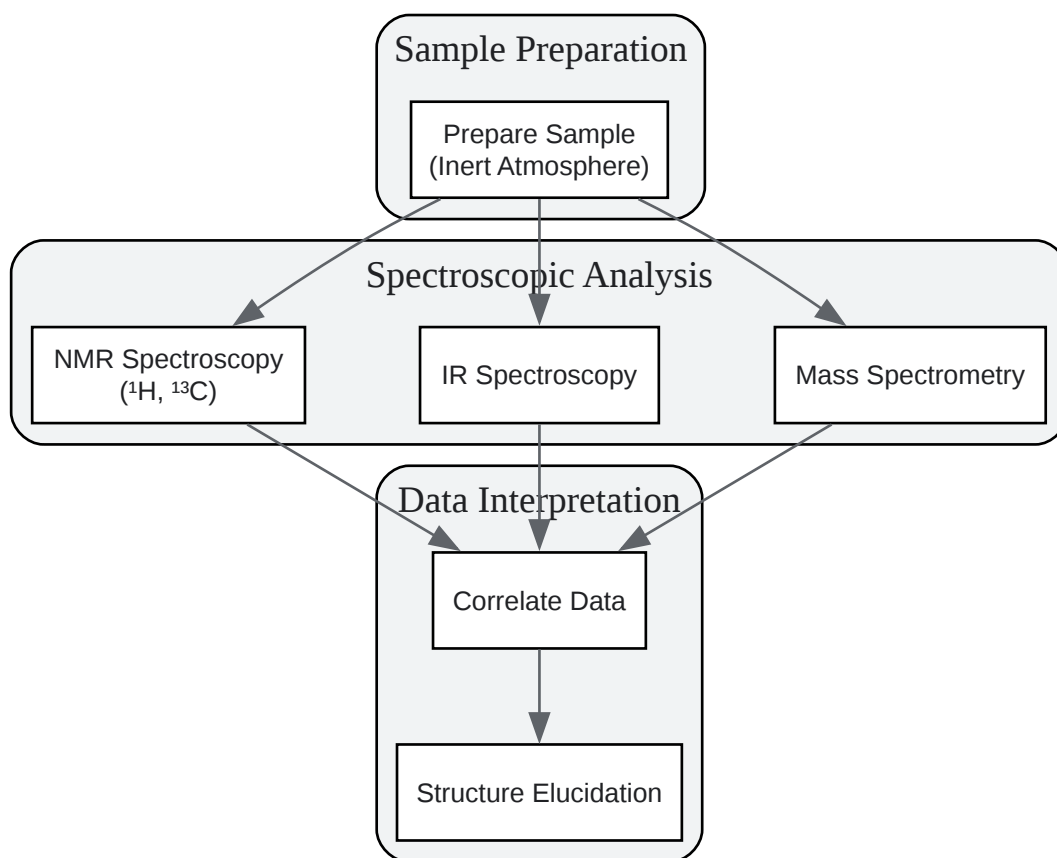 Sample Preparation
Prepare Sample
(Inert Atmosphere)
Spectroscopic Analysis
NMR Spectroscopy
(¹H, ¹³C)
IR Spectroscopy
Mass Spectrometry
Data Interpretation
Correlate Data
Structure Elucidation